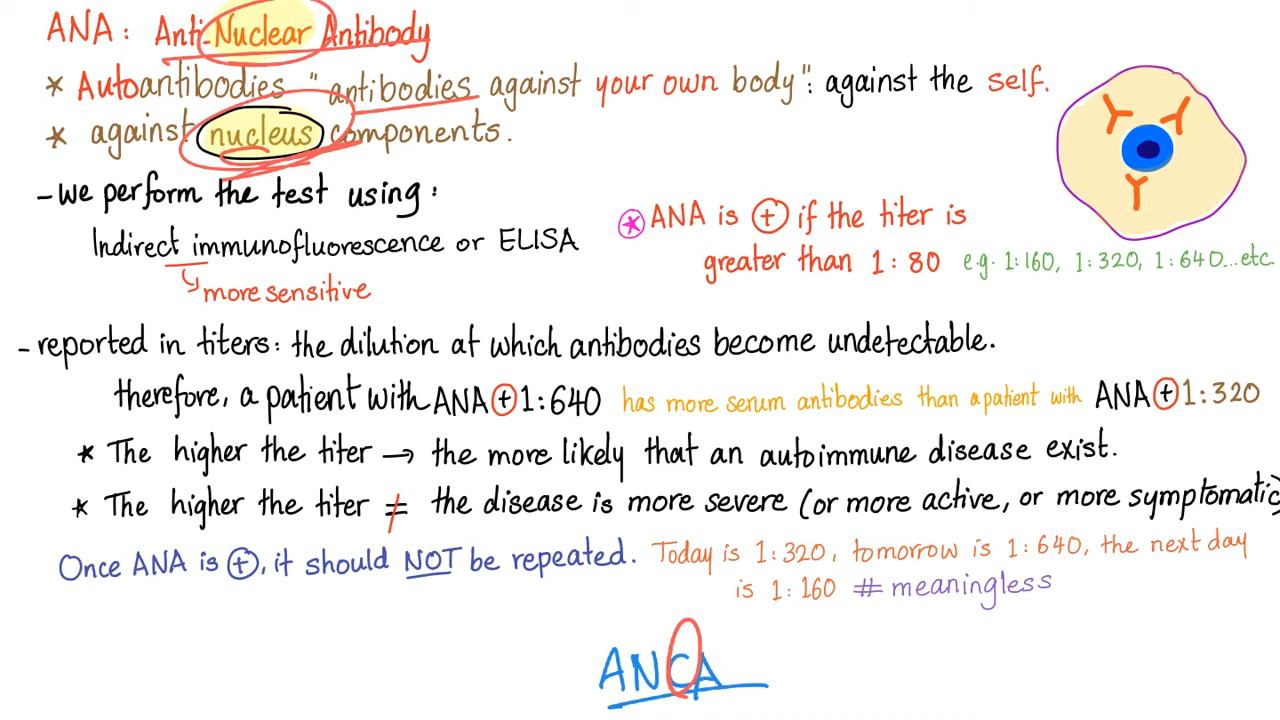 ANA: Anti-Nuclear Antibody
* Autoantibodies "antibodies against your own body": against the self.
* against nucleus components.
- we perform the test using:
Indirect immunofluorescence or ELISA
↳ more sensitive
* ANA is + if the titer is
greater than 1:80 e.g. 1:160, 1:320, 1:640...etc.
- reported in titers: the dilution at which antibodies become undetectable.
therefore, a patient with ANA + 1:640 has more serum antibodies than a patient with ANA + 1:320
* The higher the titer → the more likely that an autoimmune disease exist.
* The higher the titer ≠ the disease is more severe (or more active, or more symptomatic)
Once ANA is +, it should NOT be repeated. Today is 1:320, tomorrow is 1:640, the next day
is 1:160 # meaningless
ANCA